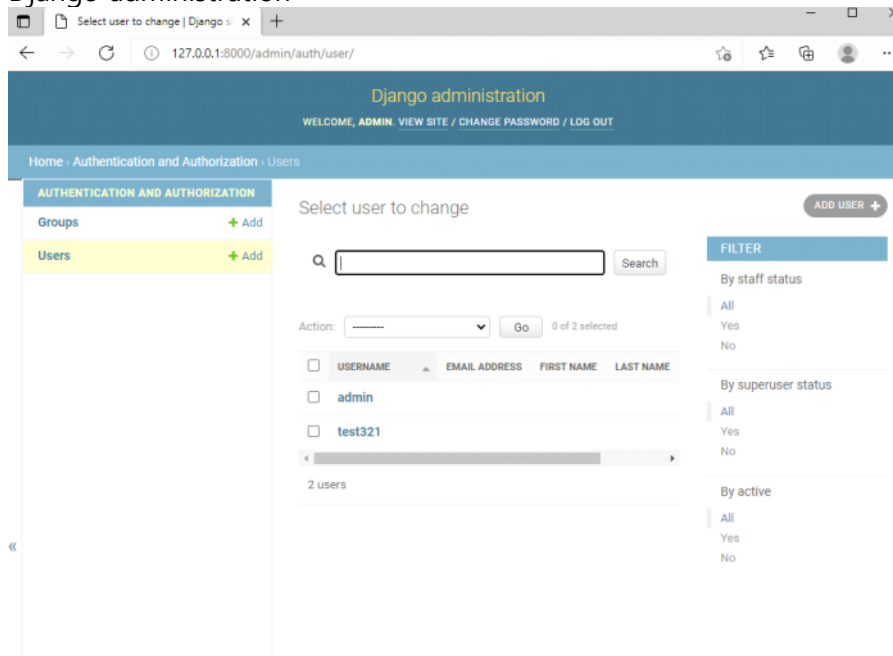 Django administration
Select user to change | Django si
127.0.0.1:8000/admin/auth/user/
Django administration
WELCOME, ADMIN. VIEW SITE / CHANGE PASSWORD / LOG OUT
Home › Authentication and Authorization › Users
AUTHENTICATION AND AUTHORIZATION
Groups + Add
Users + Add
Select user to change
ADD USER +
Search
Action: --------- Go 0 of 2 selected
USERNAME EMAIL ADDRESS FIRST NAME LAST NAME
admin
test321
2 users
FILTER
By staff status
All
Yes
No
By superuser status
All
Yes
No
By active
All
Yes
No
«